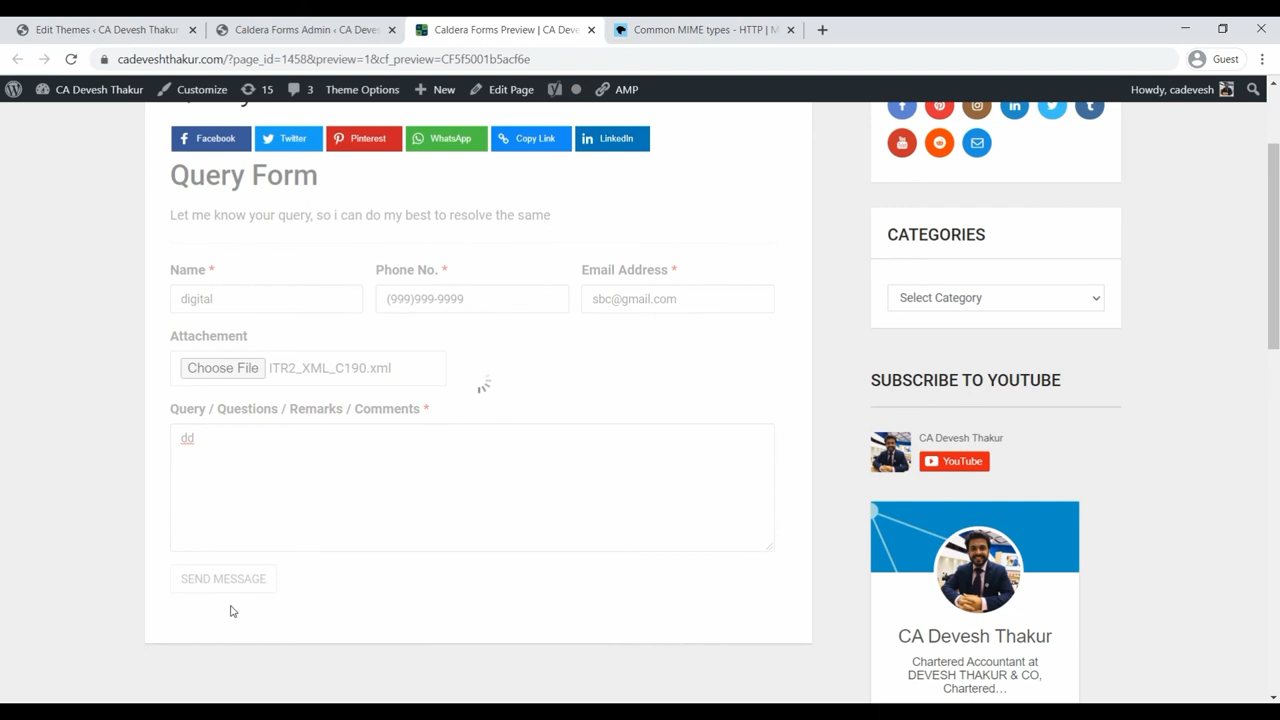 Edit Themes ‹ CA Devesh Thakur
Caldera Forms Admin ‹ CA Deves
Caldera Forms Preview | CA Deve
Common MIME types - HTTP | M
cadeveshthakur.com/?page_id=1458&preview=1&cf_preview=CF5f5001b5acf6e
Guest
CA Devesh Thakur
Customize
15
3
Theme Options
New
Edit Page
AMP
Howdy, cadevesh
Facebook
Twitter
Pinterest
WhatsApp
Copy Link
LinkedIn
Query Form
Let me know your query, so i can do my best to resolve the same
Name *
Phone No. *
Email Address *
digital
(999)999-9999
sbc@gmail.com
Attachement
Choose File ITR2_XML_C190.xml
Query / Questions / Remarks / Comments *
dd
SEND MESSAGE
CATEGORIES
Select Category
SUBSCRIBE TO YOUTUBE
CA Devesh Thakur
YouTube
CA Devesh Thakur
Chartered Accountant at
DEVESH THAKUR & CO,
Chartered…